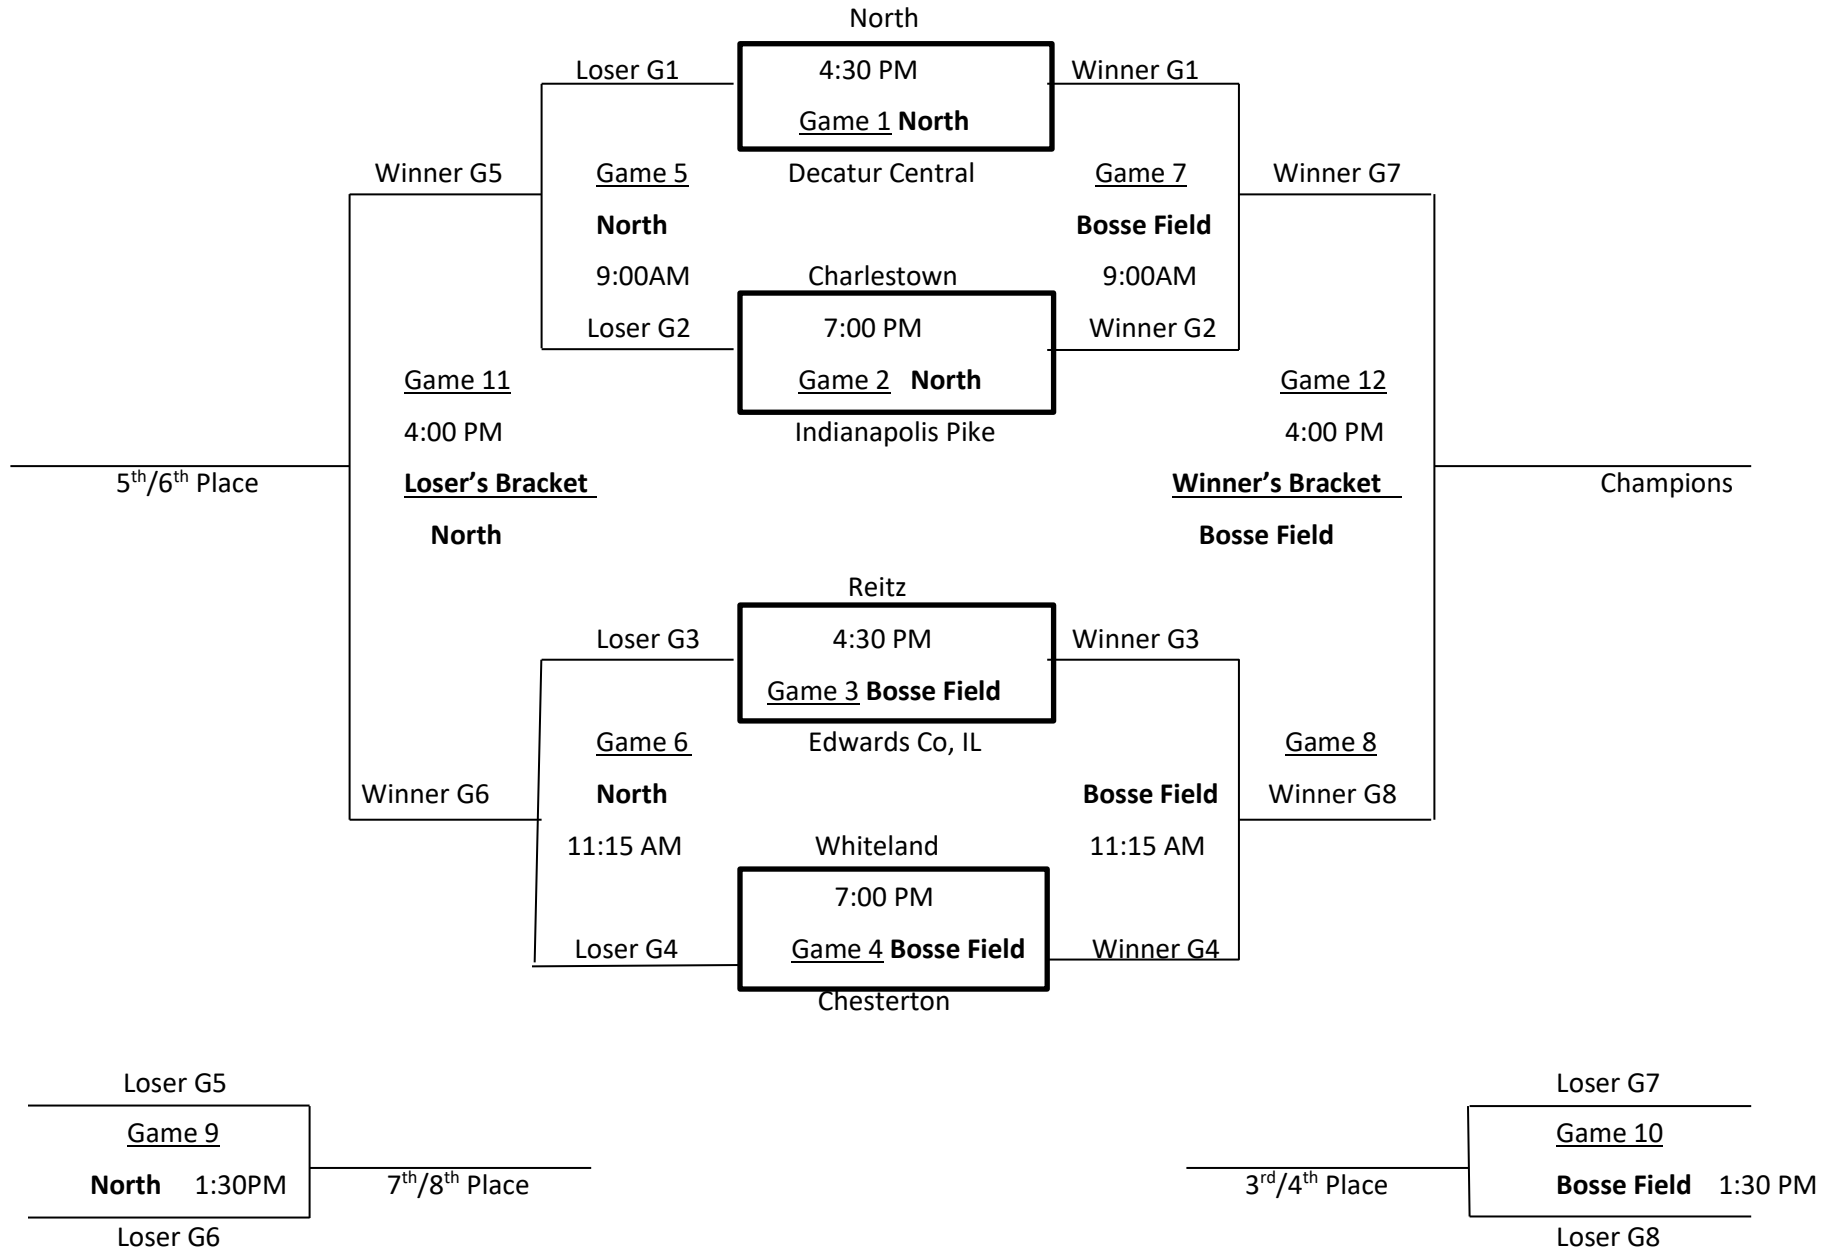 North
Loser G1 4:30 PM Winner G1
Game 1 North
Winner G5 Game 5 Decatur Central Game 7 Winner G7
North Bosse Field
9:00AM Charlestown 9:00AM
Loser G2 7:00 PM Winner G2
Game 11 Game 2 North Game 12
4:00 PM Indianapolis Pike 4:00 PM
5th/6th Place Loser’s Bracket Winner’s Bracket Champions
North Bosse Field
Reitz
Loser G3 4:30 PM Winner G3
Game 3 Bosse Field
Game 6 Edwards Co, IL Game 8
Winner G6 North Bosse Field Winner G8
11:15 AM Whiteland 11:15 AM
7:00 PM
Loser G4 Game 4 Bosse Field Winner G4
Chesterton
Loser G5 Loser G7
Game 9 Game 10
North 1:30PM 7th/8th Place 3rd/4th Place Bosse Field 1:30 PM
Loser G6 Loser G8